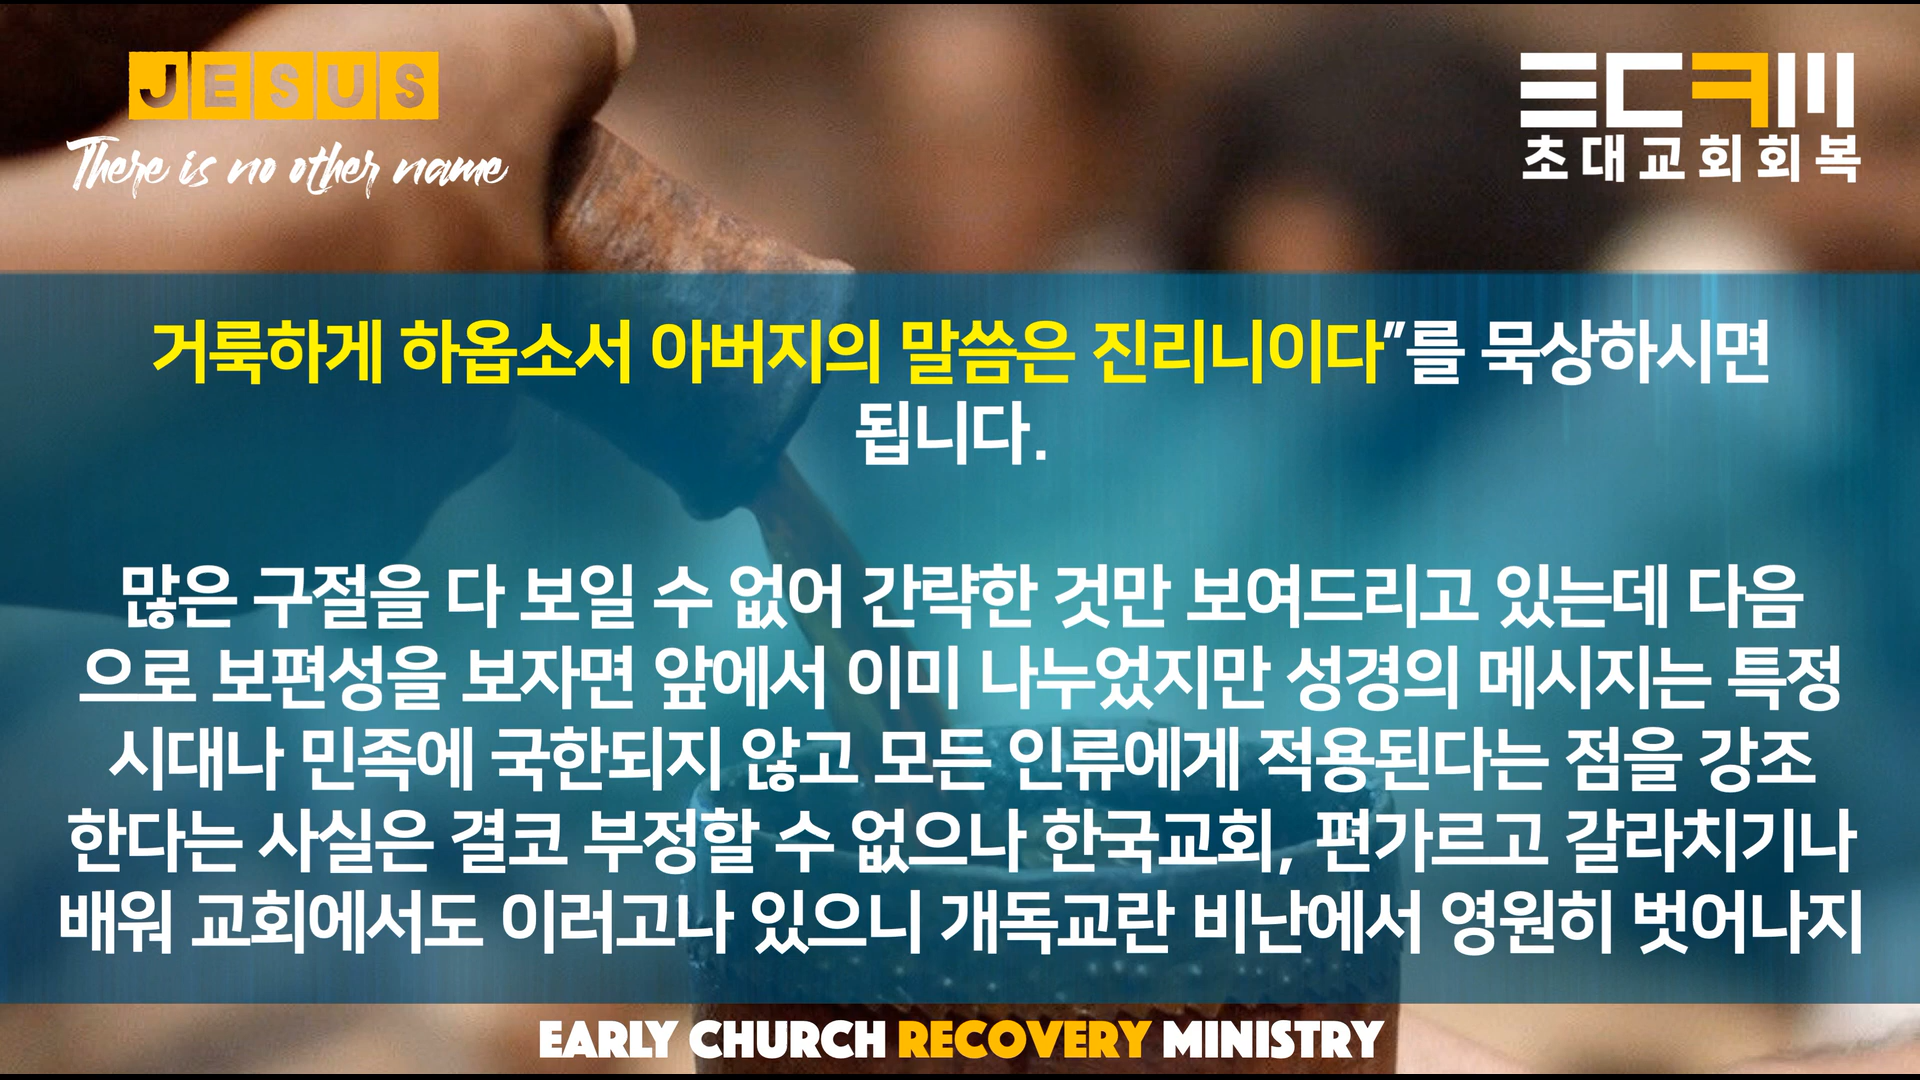 JESUS
There is no other name
초대교회회복
거룩하게 하옵소서 아버지의 말씀은 진리니이다"를 묵상하시면
됩니다.
많은 구절을 다 보일 수 없어 간략한 것만 보여드리고 있는데 다음
으로 보편성을 보자면 앞에서 이미 나누었지만 성경의 메시지는 특정
시대나 민족에 국한되지 않고 모든 인류에게 적용된다는 점을 강조
한다는 사실은 결코 부정할 수 없으나 한국교회, 편가르고 갈라치기나
배워 교회에서도 이러고나 있으니 개독교란 비난에서 영원히 벗어나지
EARLY CHURCH RECOVERY MINISTRY